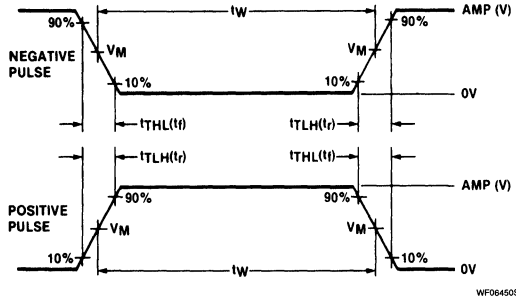 90% tW 90% AMP (V)
NEGATIVE
PULSE
VM VM
10% 10%
0V
tTHL(tf) tTLH(tr)
tTLH(tr) tTHL(tf)
AMP (V)
90% 90%
POSITIVE
PULSE
VM VM
10% 10%
tW 0V
WF06450S